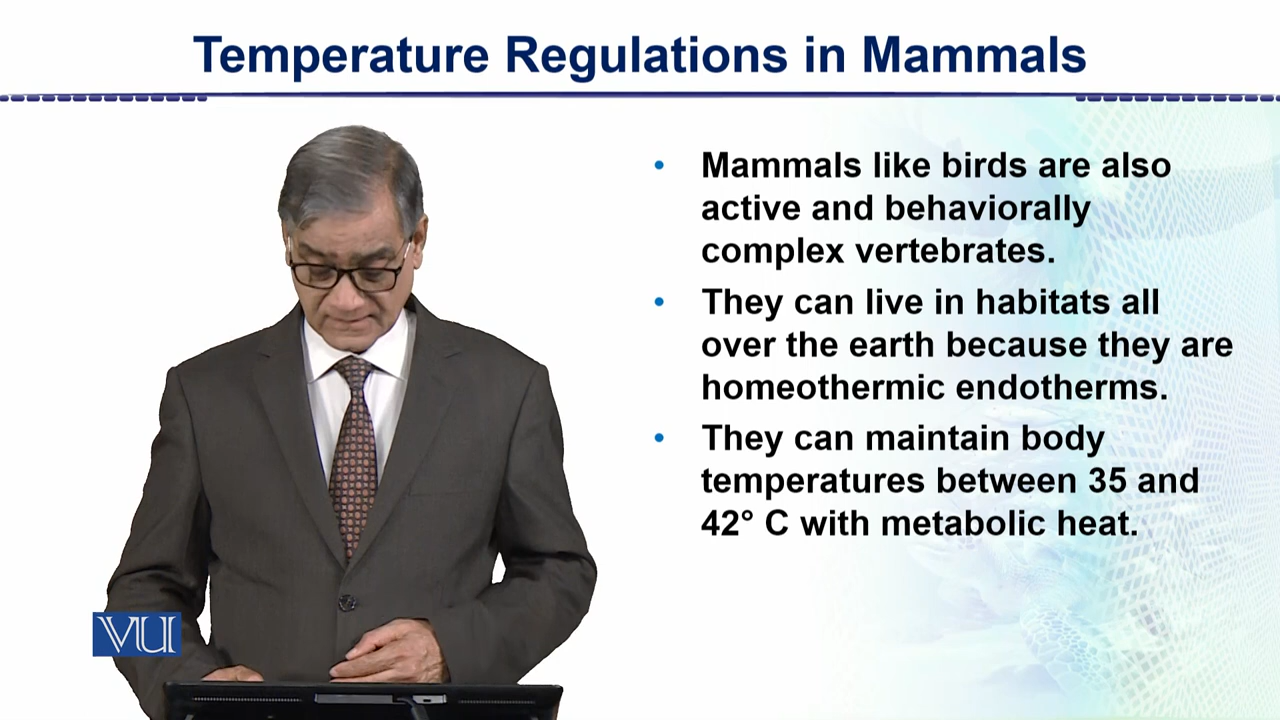 Temperature Regulations in Mammals
• Mammals like birds are also
active and behaviorally
complex vertebrates.
• They can live in habitats all
over the earth because they are
homeothermic endotherms.
• They can maintain body
temperatures between 35 and
42° C with metabolic heat.
VU